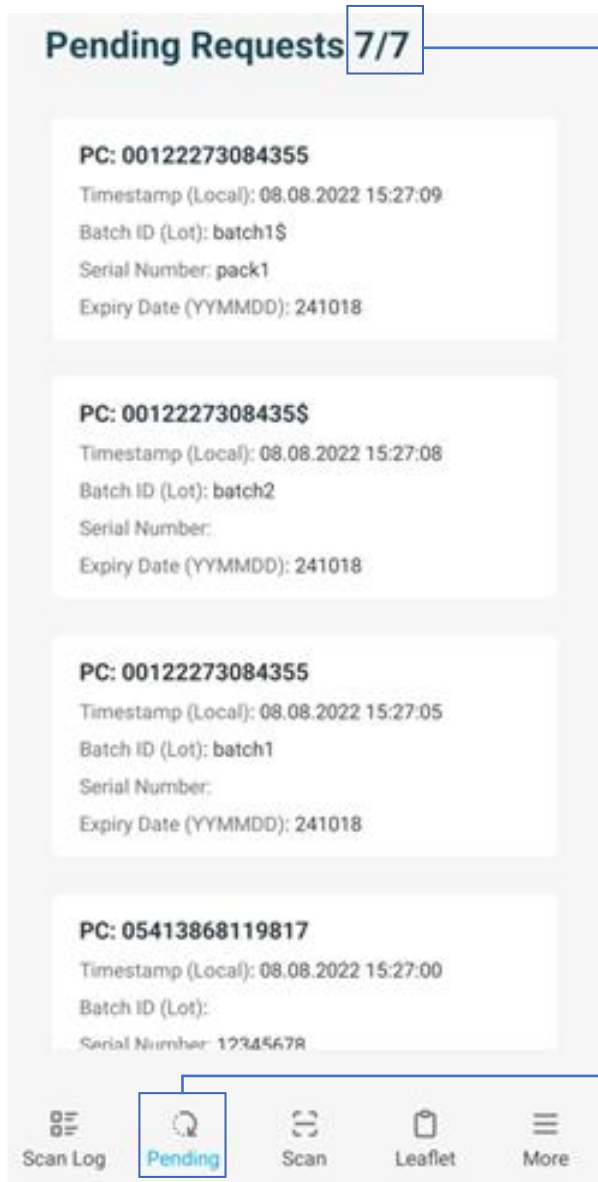 Pending Requests 7/7
PC: 00122273084355
Timestamp (Local): 08.08.2022 15:27:09
Batch ID (Lot): batch1$
Serial Number: pack1
Expiry Date (YYMMDD): 241018
PC: 0012227308435$
Timestamp (Local): 08.08.2022 15:27:08
Batch ID (Lot): batch2
Serial Number:
Expiry Date (YYMMDD): 241018
PC: 00122273084355
Timestamp (Local): 08.08.2022 15:27:05
Batch ID (Lot): batch1
Serial Number:
Expiry Date (YYMMDD): 241018
PC: 05413868119817
Timestamp (Local): 08.08.2022 15:27:00
Batch ID (Lot):
Serial Number: 12345678
Scan Log Pending Scan Leaflet More